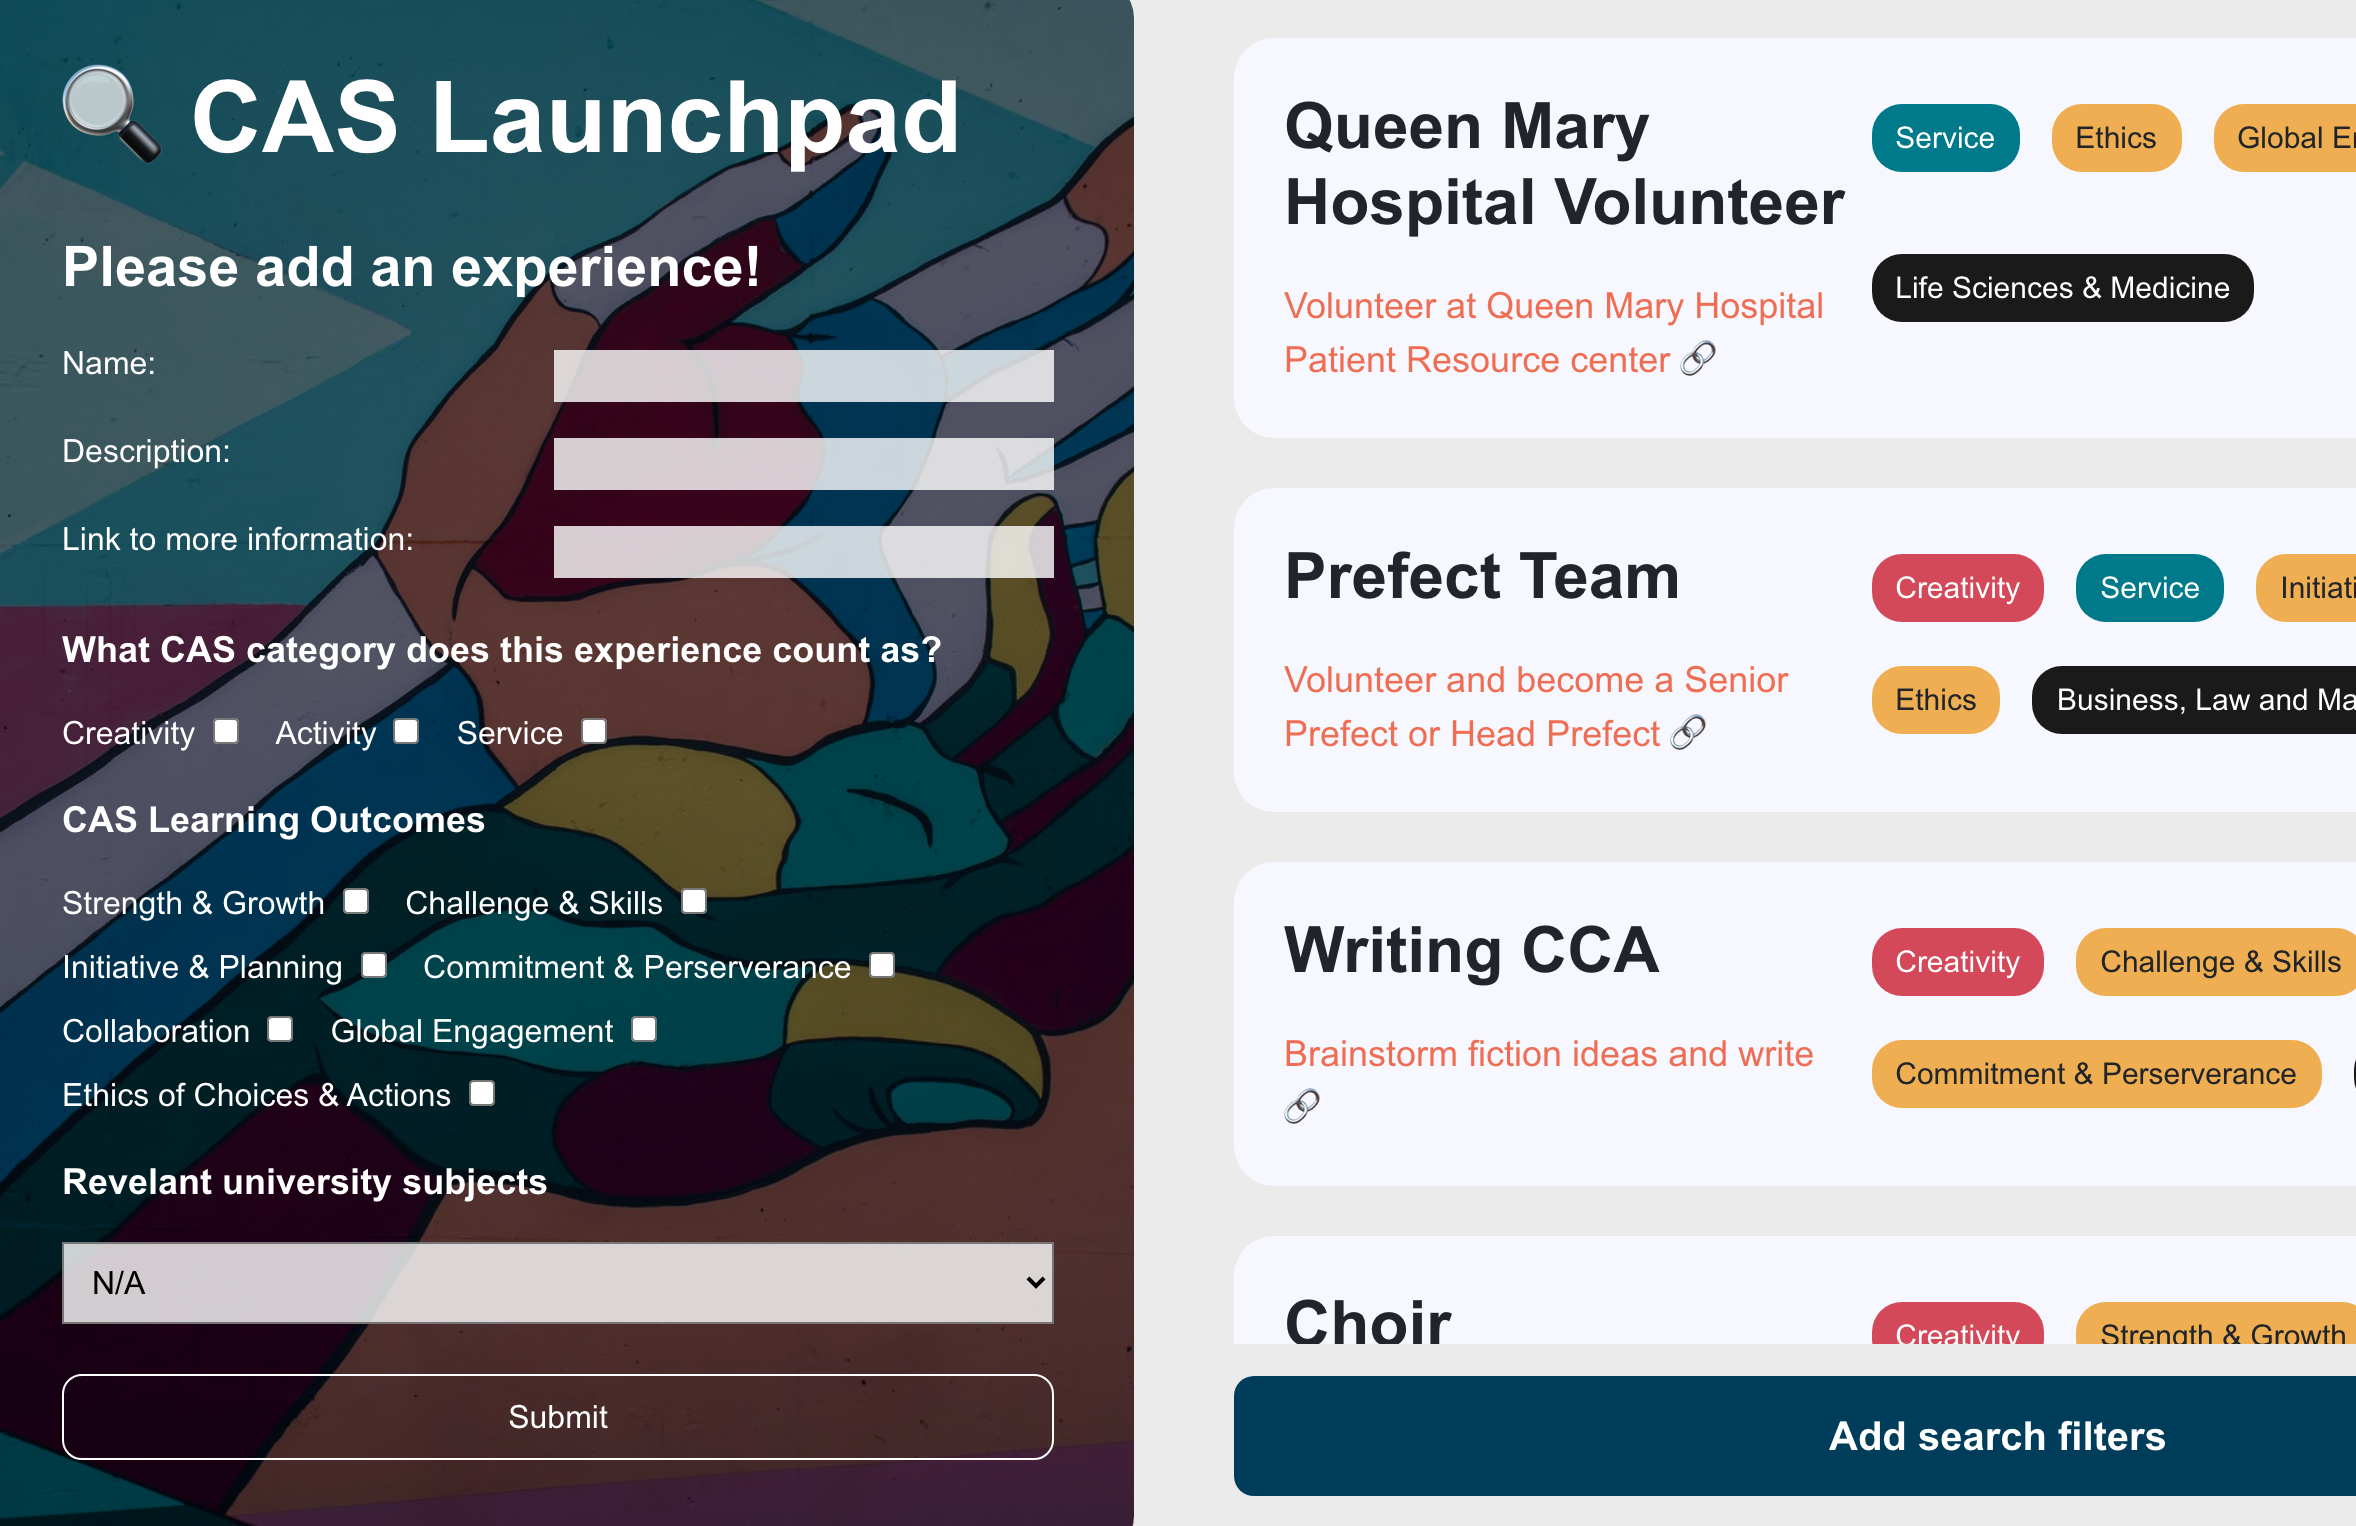 CAS Launchpad
Please add an experience!
Name:
Description:
Link to more information:
What CAS category does this experience count as?
Creativity Activity Service
CAS Learning Outcomes
Strength & Growth Challenge & Skills
Initiative & Planning Commitment & Perserverance
Collaboration Global Engagement
Ethics of Choices & Actions
Revelant university subjects
N/A
Submit
Queen Mary
Hospital Volunteer
Volunteer at Queen Mary Hospital
Patient Resource center
Service Ethics Global
Life Sciences & Medicine
Prefect Team
Volunteer and become a Senior
Prefect or Head Prefect
Creativity Service
Ethics Business, Law and
Writing CCA
Brainstorm fiction ideas and write
Creativity Challenge & Skills
Commitment & Perserverance
Choir
Creativity Strength & Growth
Add search filters